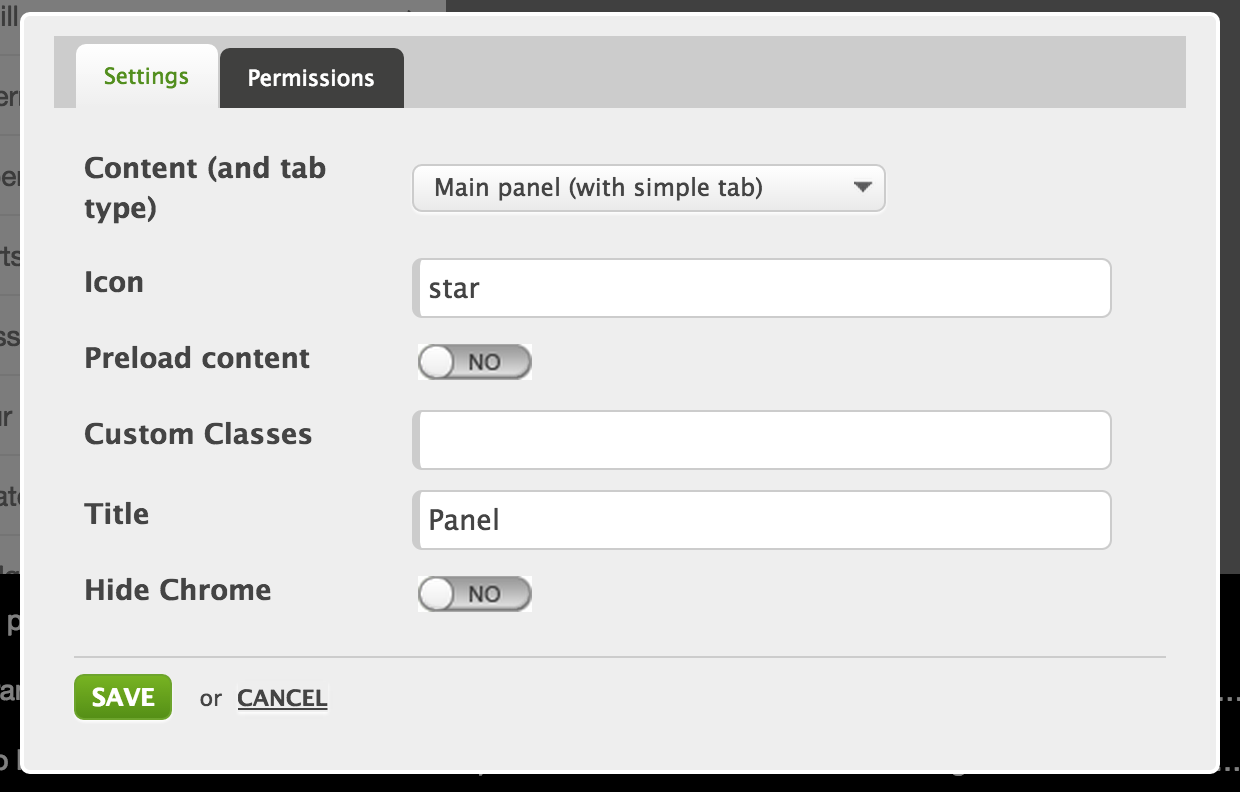 Settings Permissions
Content (and tab
type)
Main panel (with simple tab)
Icon
star
Preload content
NO
Custom Classes
Title
Panel
Hide Chrome
NO
SAVE or CANCEL